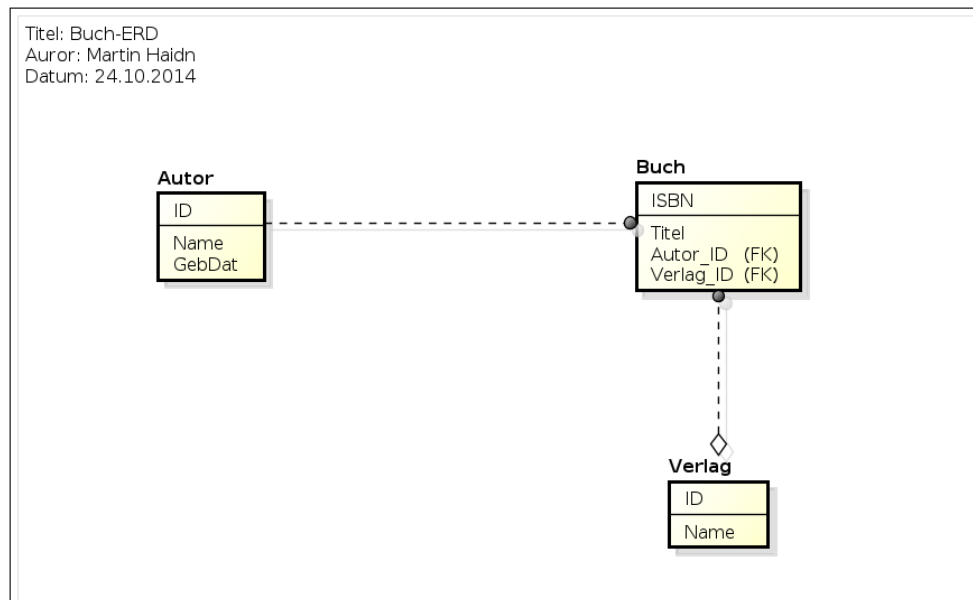 Titel: Buch-ERD
Auror: Martin Haidn
Datum: 24.10.2014
Autor
ID
Name
GebDat
Buch
ISBN
Titel
Autor_ID (FK)
Verlag_ID (FK)
Verlag
ID
Name